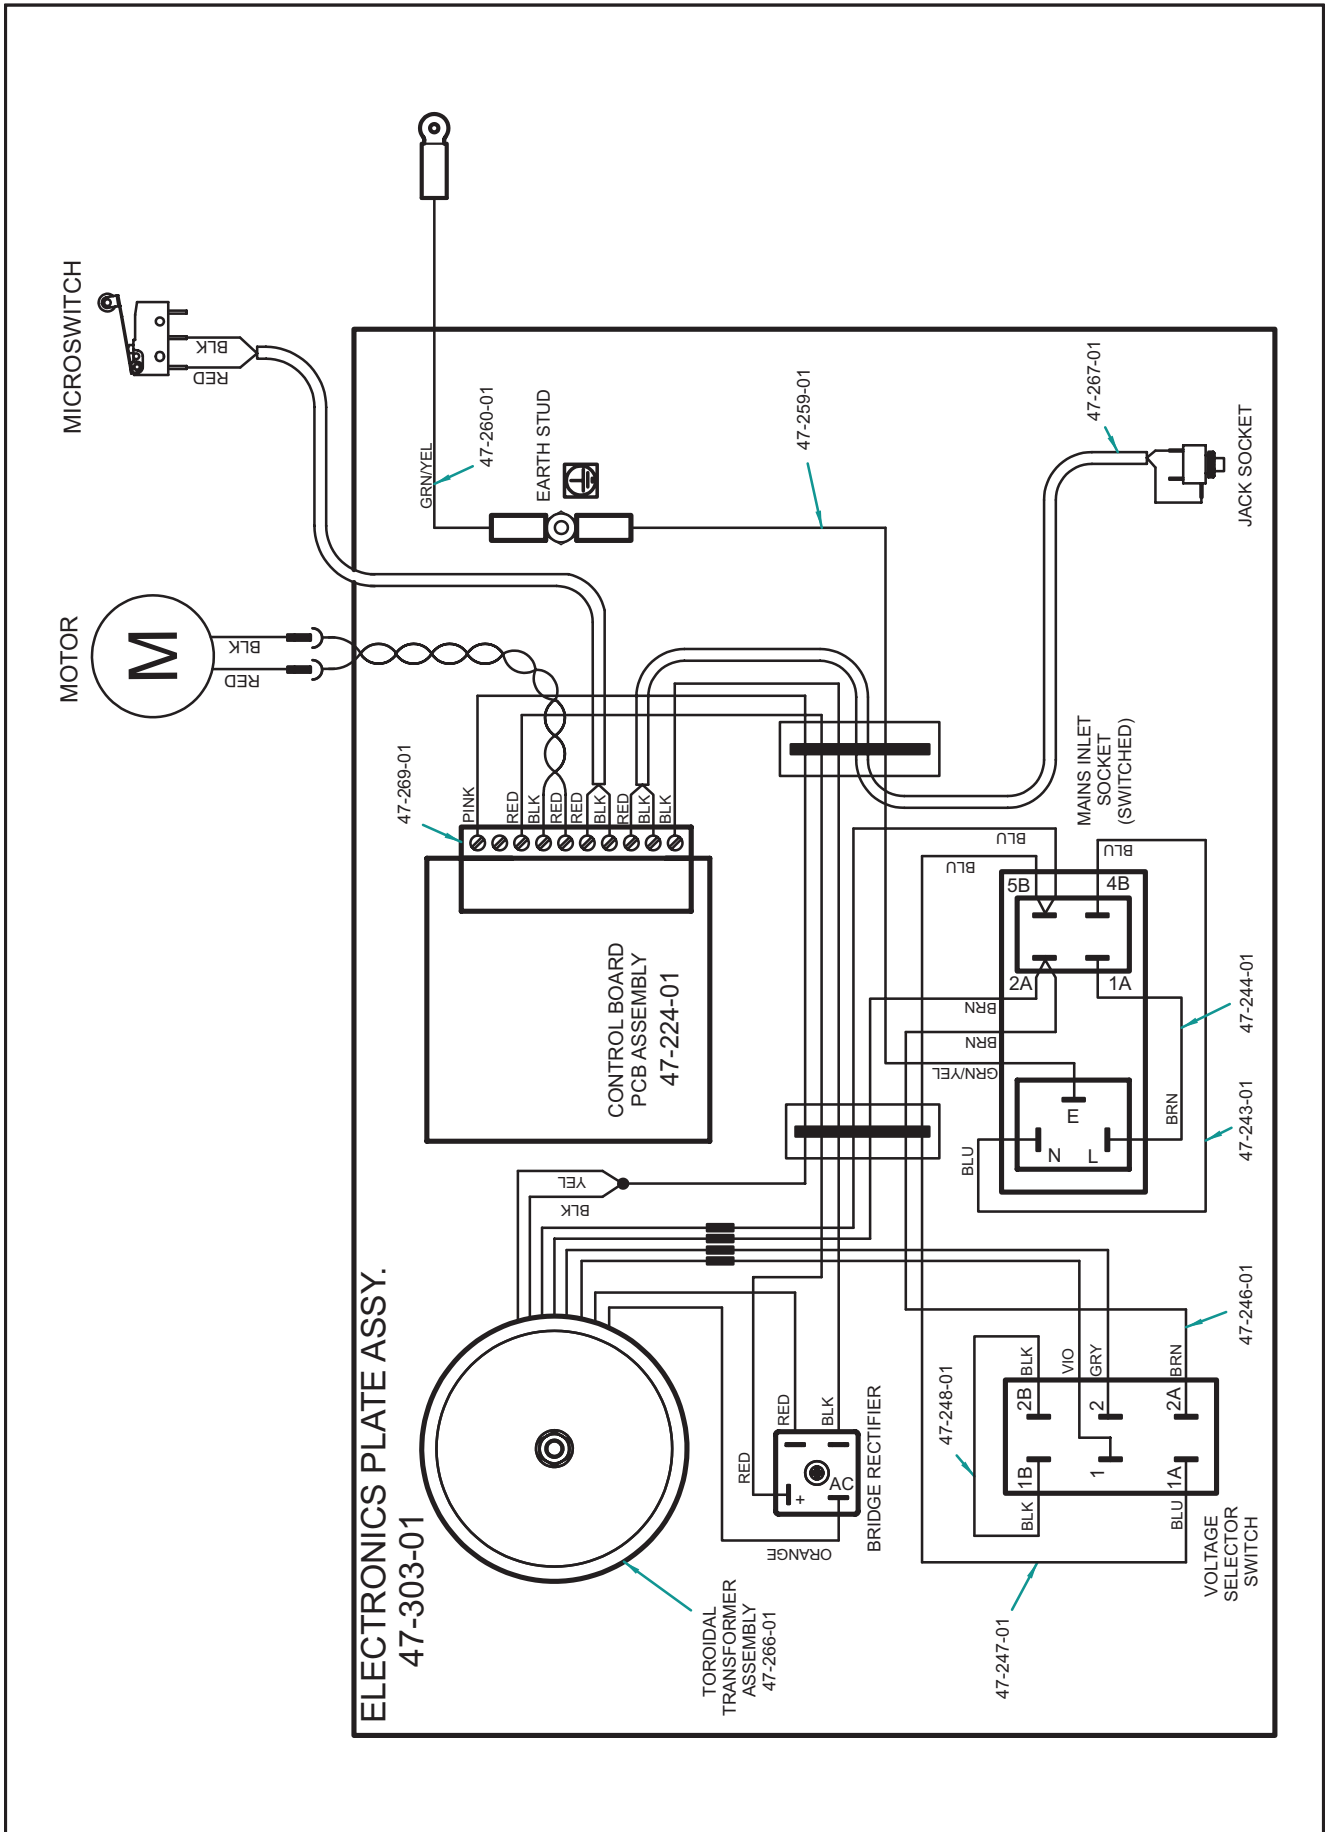 ELECTRONICS PLATE ASSY.
47-303-01
MICROSWITCH
RED
BLK
MOTOR
M
RED
BLK
GRN/YEL
47-260-01
EARTH STUD
47-259-01
47-267-01
JACK SOCKET
47-269-01
PINK
RED
BLK
RED
RED
BLK
RED
BLK
BLK
CONTROL BOARD
PCB ASSEMBLY
47-224-01
MAINS INLET
SOCKET
(SWITCHED)
BLU
BLU
BLU
5B
4B
2A
1A
BRN
BRN
GRN/YEL
E
N
L
BLU
BRN
47-244-01
47-243-01
YEL
BLK
TOROIDAL
TRANSFORMER
ASSEMBLY
47-266-01
RED
RED
BLK
+
AC
ORANGE
BRIDGE RECTIFIER
47-248-01
BLK
VIO
GRY
BRN
2B
2
2A
1B
1
1A
BLK
BLU
47-246-01
47-247-01
VOLTAGE
SELECTOR
SWITCH